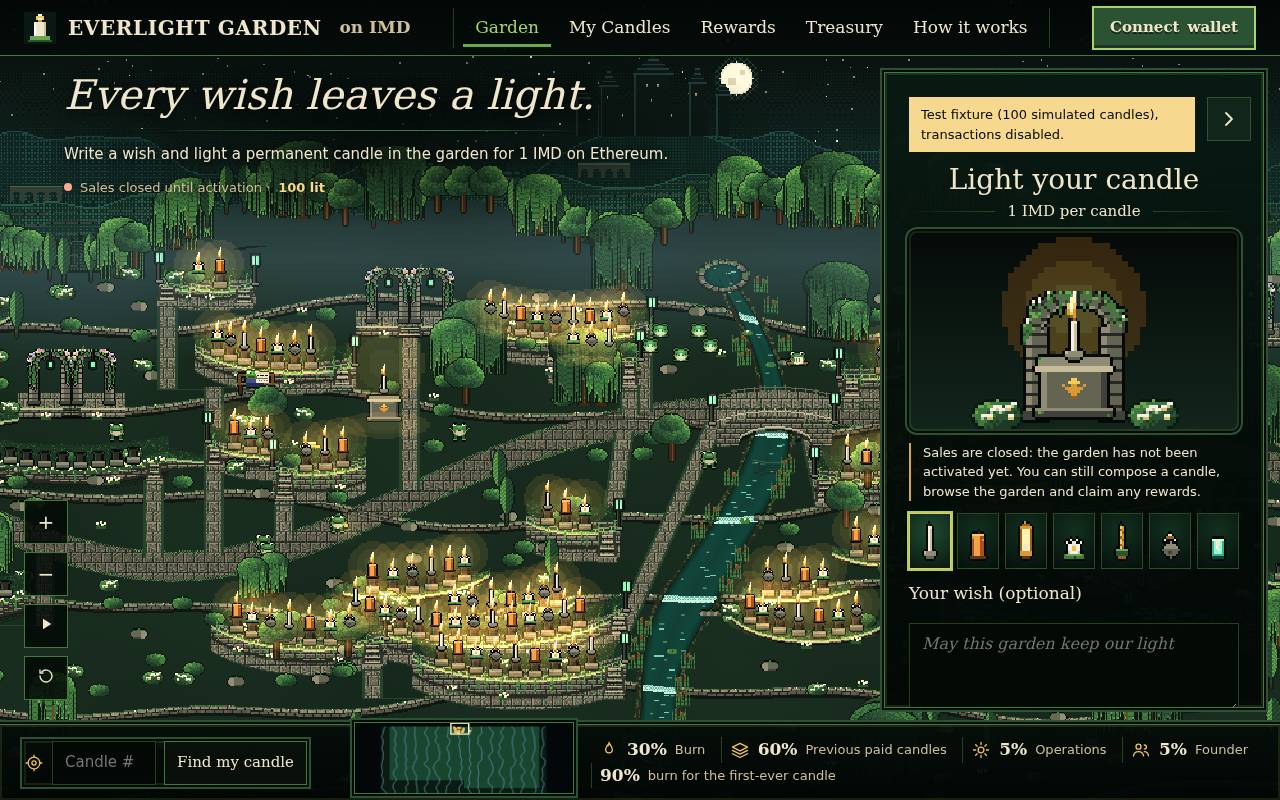 EVERLIGHT GARDEN on IMD
Garden
My Candles
Rewards
Treasury
How it works
Connect wallet
Every wish leaves a light.
Write a wish and light a permanent candle in the garden for 1 IMD on Ethereum.
Sales closed until activation · 100 lit
Test fixture (100 simulated candles),
transactions disabled.
Light your candle
1 IMD per candle
Sales are closed: the garden has not been
activated yet. You can still compose a candle,
browse the garden and claim any rewards.
Your wish (optional)
May this garden keep our light
Candle #
Find my candle
30% Burn
60% Previous paid candles
5% Operations
5% Founder
90% burn for the first-ever candle